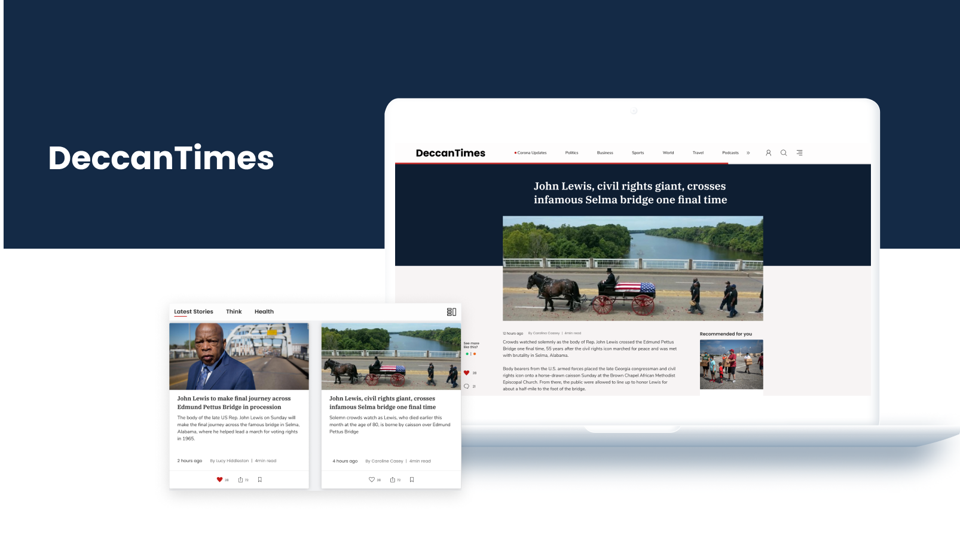 DeccanTimes
DeccanTimes
Corona Updates
Politics
Business
Sports
World
Travel
Podcasts
John Lewis, civil rights giant, crosses
infamous Selma bridge one final time
By Caroline Casey | 4min read
Crowds watched solemnly as the body of Rep. John Lewis crossed the Edmund Pettus
Bridge one final time, 55 years after the civil rights icon marched for peace and was met
with brutality in Selma, Alabama.
Body bearers from the U.S. armed forces placed the late Georgia congressman and civil
rights icon onto a horse-drawn caisson Sunday at the Brown Chapel African Methodist
Episcopal Church. From there, the public were allowed to line up to honor Lewis for
about a half-mile to the foot of the bridge.
Recommended for you
Latest Stories
Think
Health
John Lewis to make final journey across
Edmund Pettus Bridge in procession
The body of the late US Rep. John Lewis on Sunday will
make the final journey across the famous bridge in Selma,
Alabama, where he helped lead a march for voting rights
in 1965.
2 hours ago
By Lucy Hiddleston | 4min read
John Lewis, civil rights giant, crosses
infamous Selma bridge one final time
Solemn crowds watch as Lewis, who died earlier this
month at the age of 80, is borne by caisson over Edmund
Pettus Bridge
4 hours ago
By Caroline Casey | 4min read